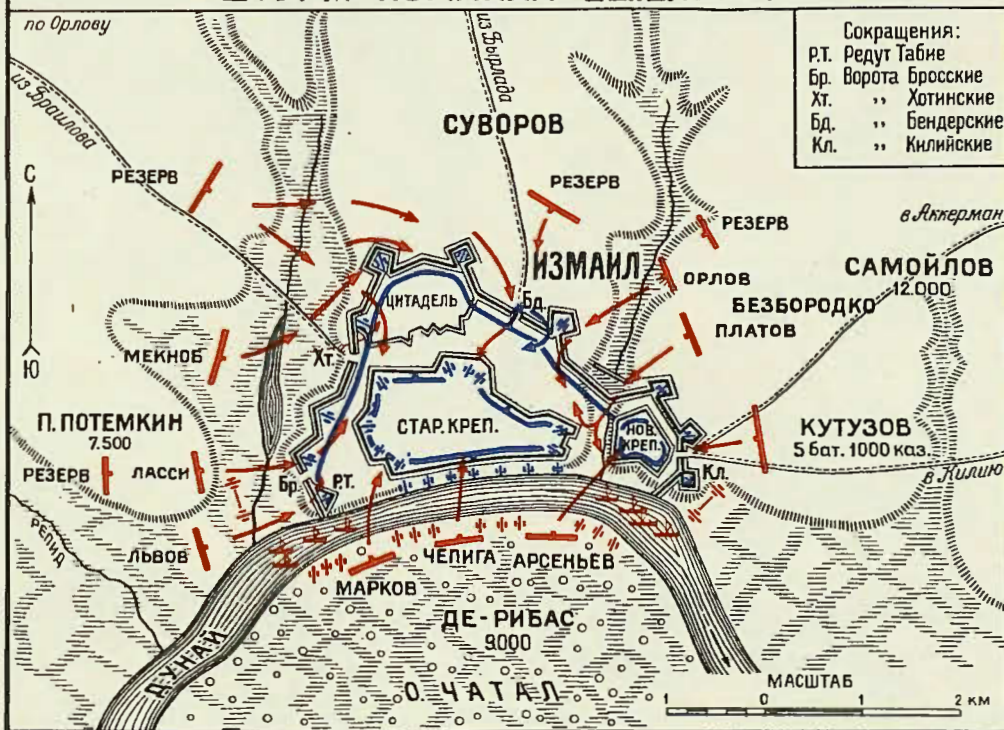 по Орлову
из Браилова
из Бырлада
Сокращения:
Р.Т. Редут Табие
Бр. Ворота Бросские
Хт. ,, Хотинские
Бд. ,, Бендерские
Кл. ,, Килийские
С
Ю
СУВОРОВ
РЕЗЕРВ
РЕЗЕРВ
РЕЗЕРВ
в Аккерман
ИЗМАИЛ
ОРЛОВ
САМОЙЛОВ
12.000
БЕЗБОРОДКО
ПЛАТОВ
ЦИТАДЕЛЬ
Бд.
Хт.
МЕКНОБ
П. ПОТЕМКИН
7.500
РЕЗЕРВ
ЛАССИ
СТАР. КРЕП.
НОВ.
КРЕП.
КУТУЗОВ
5 бат. 1000 каз.
в Килию
Кл.
Бр.
Р.Т.
РЕПИД
ЛЬВОВ
МАРКОВ
ЧЕПИГА
АРСЕНЬЕВ
ДЕ-РИБАС
9.000
ДУНАЙ
О. ЧАТАЛ
МАСШТАБ
1 0 1 2 км